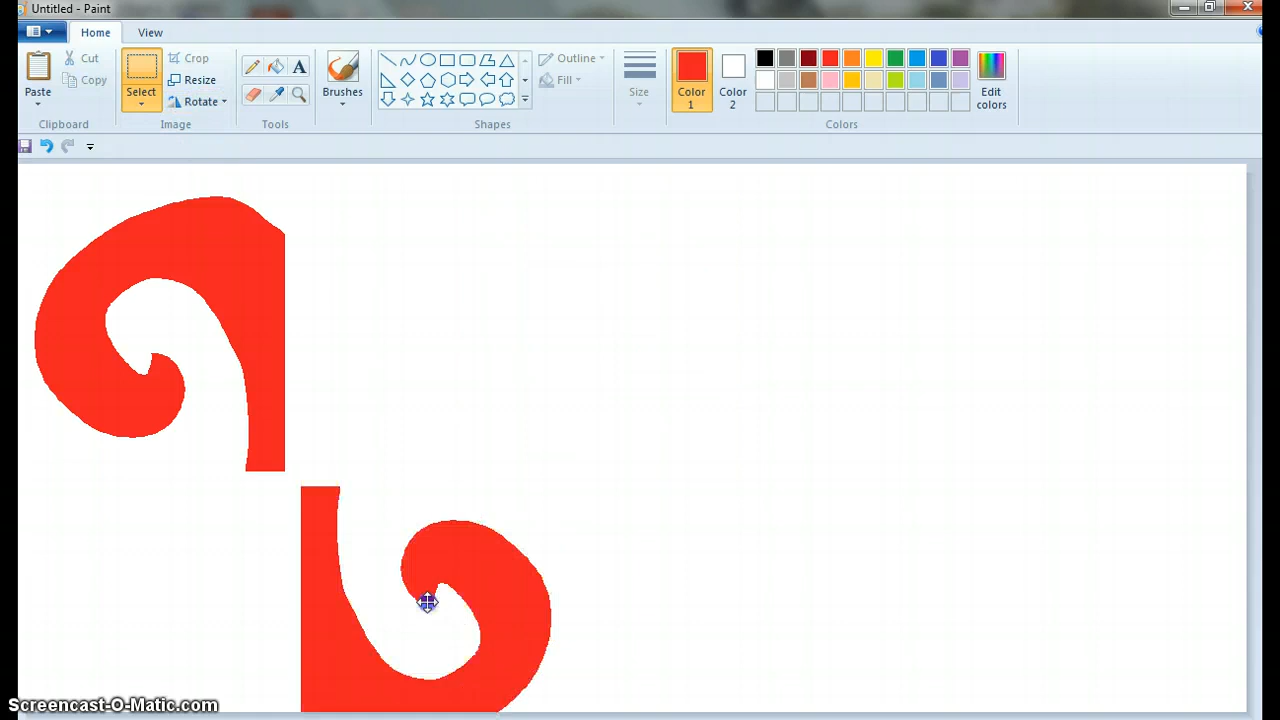 Untitled - Paint
Home View
Paste
Cut
Copy
Clipboard
Select
Crop
Resize
Rotate
Image
A
Tools
Brushes
Outline
Fill
Shapes
Size
Color 1
Color 2
Edit colors
Colors
Screencast-O-Matic.com